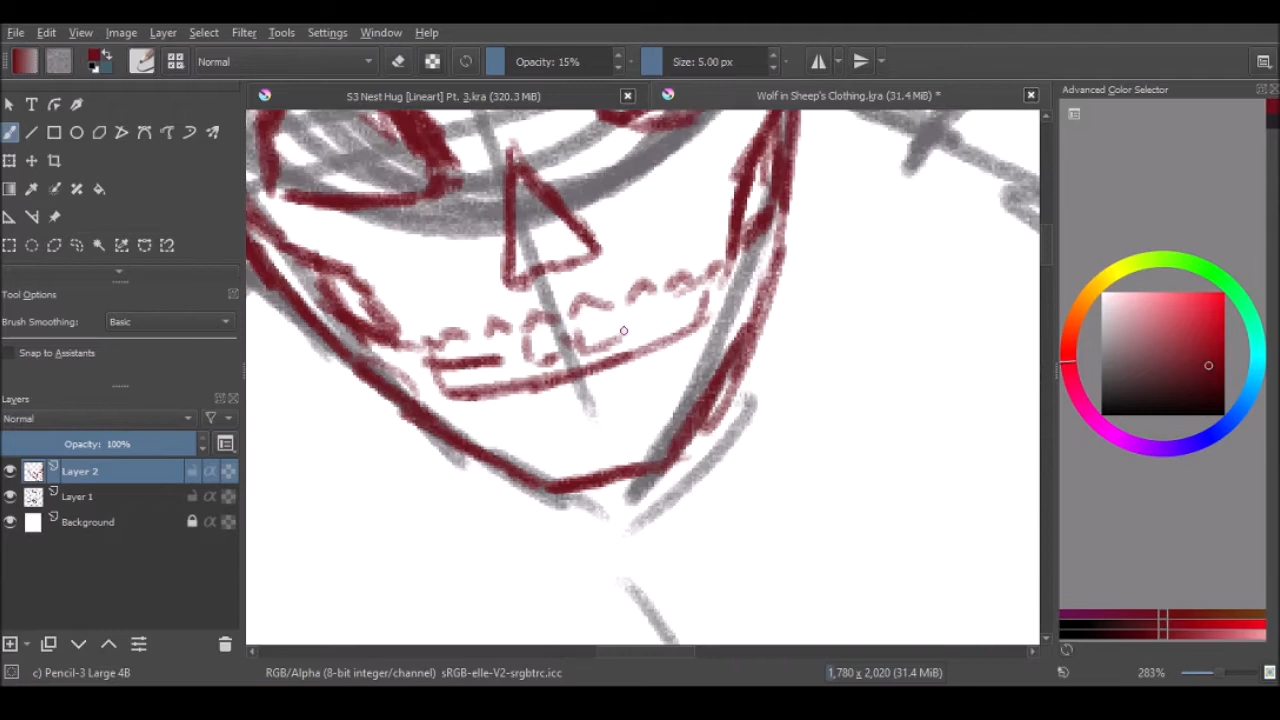 File Edit View Image Layer Select Filter Tools Settings Window Help
Normal Opacity: 15% Size: 5.00 px
S3 Nest Hug [Lineart] Pt. 3.kra (320.3 MiB) Wolf in Sheep's Clothing.kra (31.4 MiB) *
Advanced Color Selector
Tool Options
Brush Smoothing: Basic
Snap to Assistants
Layers
Normal
Opacity: 100%
Layer 2
Layer 1
Background
c) Pencil-3 Large 4B RGB/Alpha (8-bit integer/channel) sRGB-elle-V2-srgbtrc.icc 1,780 x 2,020 (31.4 MiB) 283%